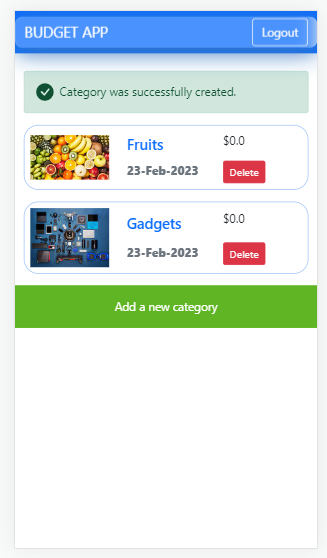 BUDGET APP Logout
Category was successfully created.
Fruits $0.0
23-Feb-2023 Delete
Gadgets $0.0
23-Feb-2023 Delete
Add a new category